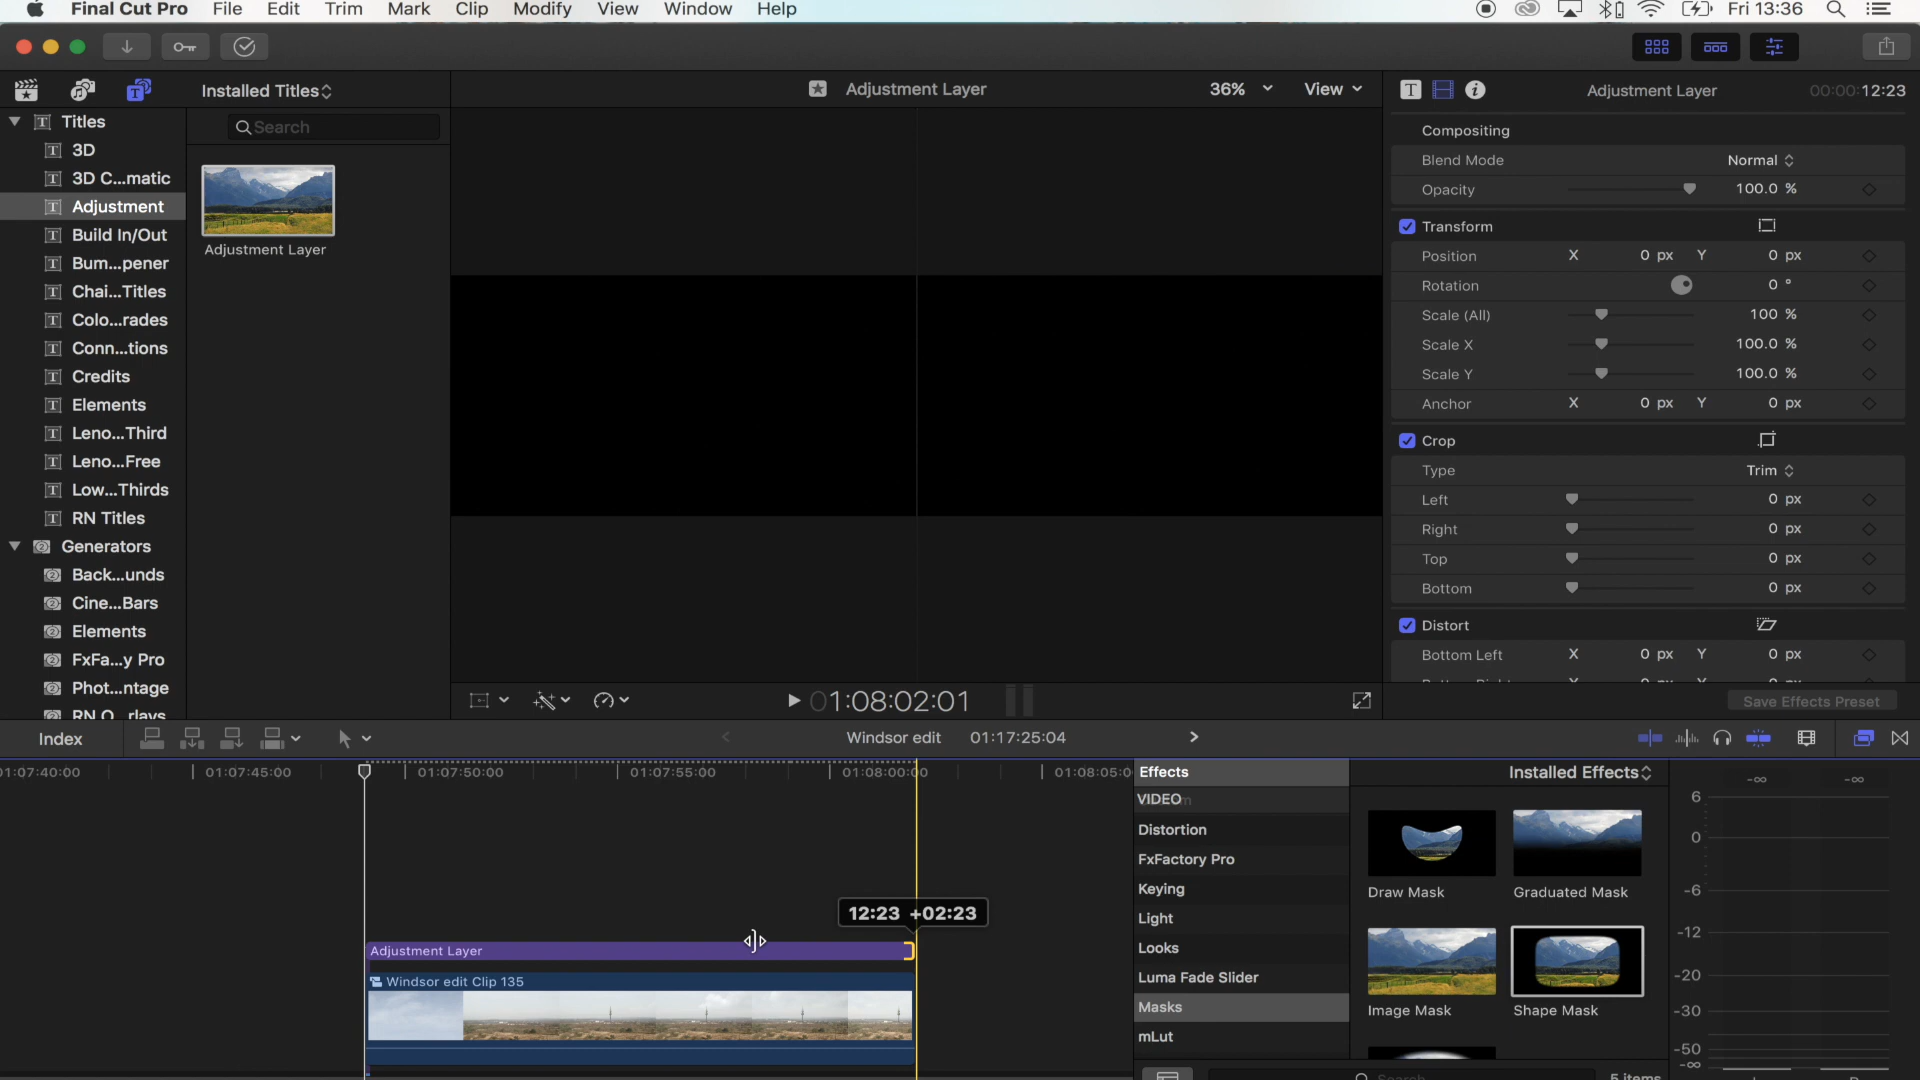 Final Cut Pro File Edit Trim Mark Clip Modify View Window Help
Fri 13:36
Installed Titles
Adjustment Layer
36%
View
Adjustment Layer
00:00:12:23
Titles
Search
3D
3D C...matic
Adjustment
Build In/Out
Bum...pener
Chai...Titles
Colo...rades
Conn...tions
Credits
Elements
Leno...Third
Leno...Free
Low...Thirds
RN Titles
Generators
Back...unds
Cine...Bars
Elements
FxFa...y Pro
Phot...ntage
RN O...rlays
Adjustment Layer
Compositing
Blend Mode Normal
Opacity 100.0 %
Transform
Position X 0 px Y 0 px
Rotation 0 °
Scale (All) 100 %
Scale X 100.0 %
Scale Y 100.0 %
Anchor X 0 px Y 0 px
Crop
Type Trim
Left 0 px
Right 0 px
Top 0 px
Bottom 0 px
Distort
Bottom Left X 0 px Y 0 px
01:08:02:01
Save Effects Preset
Index
Windsor edit 01:17:25:04
01:07:40:00 01:07:45:00 01:07:50:00 01:07:55:00 01:08:00:00 01:08:05:0
12:23 +02:23
Adjustment Layer
Windsor edit Clip 135
Effects
VIDEO
Distortion
FxFactory Pro
Keying
Light
Looks
Luma Fade Slider
Masks
mLut
Installed Effects
Draw Mask
Graduated Mask
Image Mask
Shape Mask
Search
5 items
-∞ -∞
6
0
-6
-12
-20
-30
-50
-∞